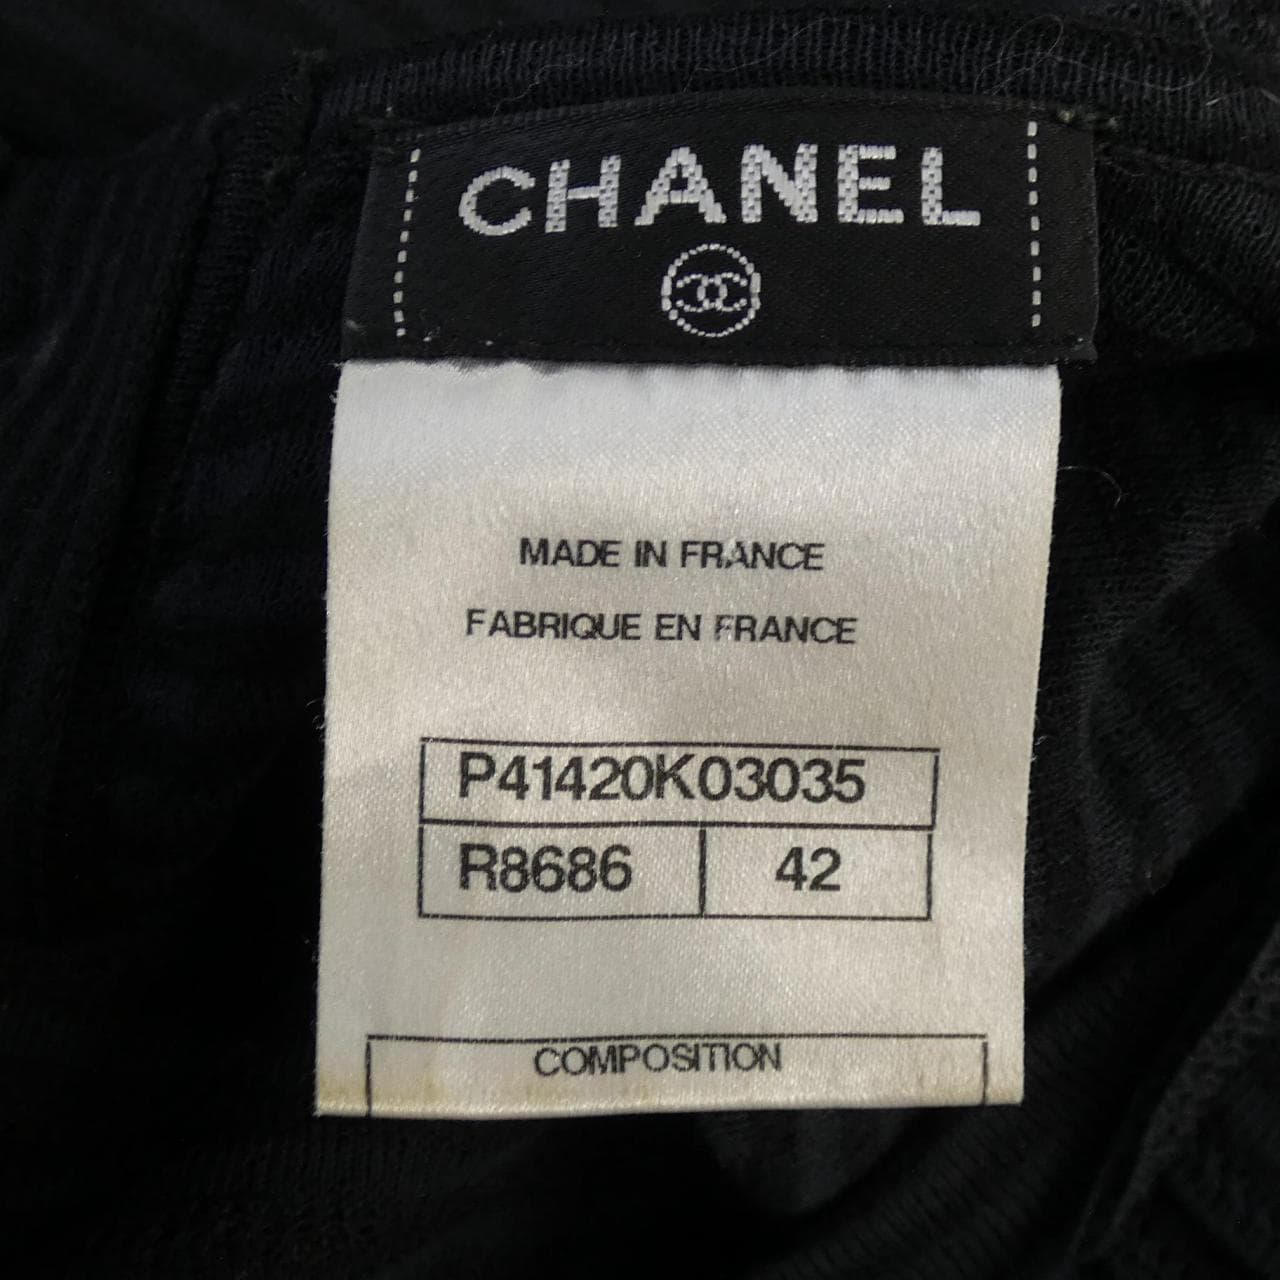 CHANEL
MADE IN FRANCE
FABRIQUE EN FRANCE
P41420K03035
R8686 42
COMPOSITION